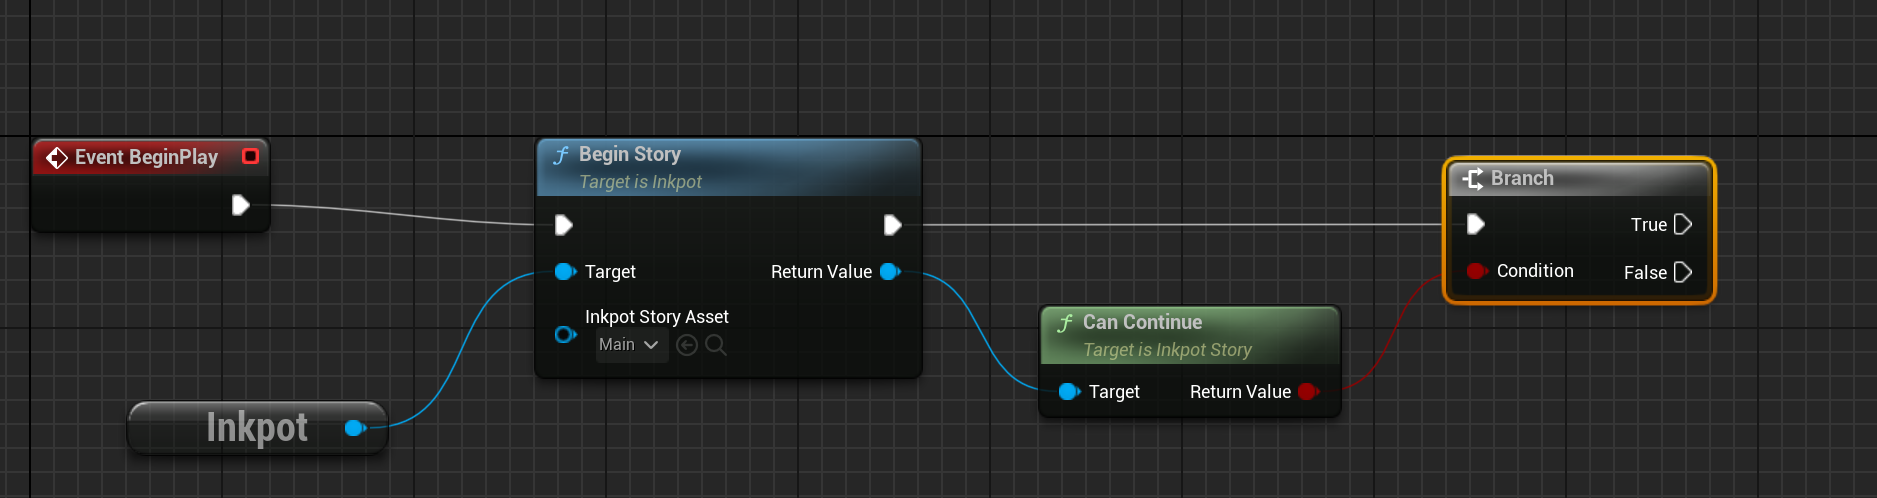 Event BeginPlay
Begin Story
Target is Inkpot
Target
Return Value
Inkpot Story Asset
Main
Inkpot
Can Continue
Target is Inkpot Story
Target
Return Value
Branch
True
Condition
False